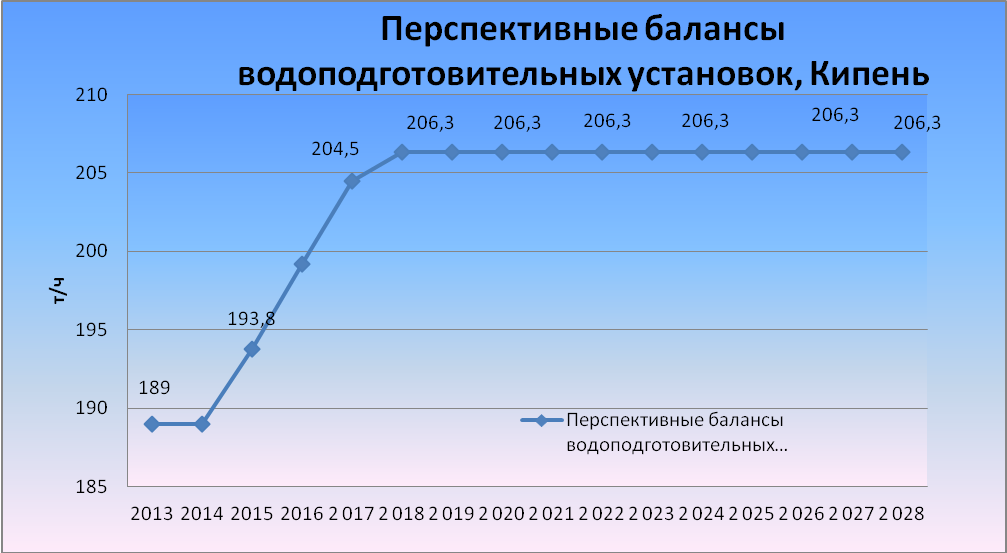 Перспективные балансы
водоподготовительных установок, Кипень
210
206,3 206,3 206,3 206,3 206,3 206,3
204,5
205
200
т/ч
193,8
195
189
190
Перспективные балансы
водоподготовительных...
185
2013 2014 2015 2016 2 017 2 018 2 019 2 020 2 021 2 022 2 023 2 024 2 025 2 026 2 027 2 028